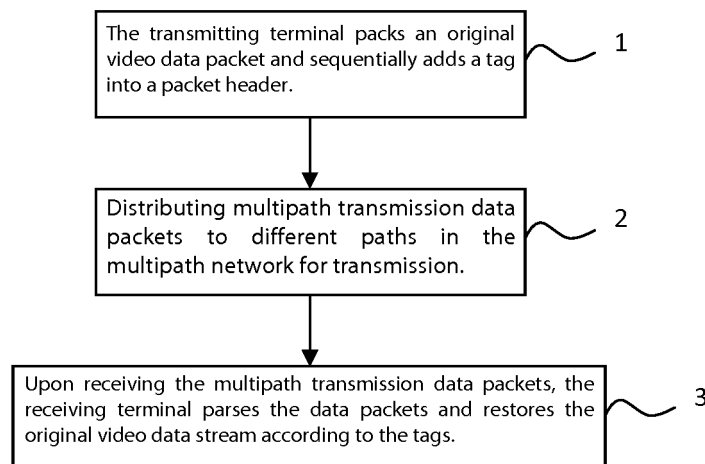 The transmitting terminal packs an original
video data packet and sequentially adds a tag
into a packet header.
1
Distributing multipath transmission data
packets to different paths in the
multipath network for transmission.
2
Upon receiving the multipath transmission data packets, the
receiving terminal parses the data packets and restores the
original video data stream according to the tags.
3